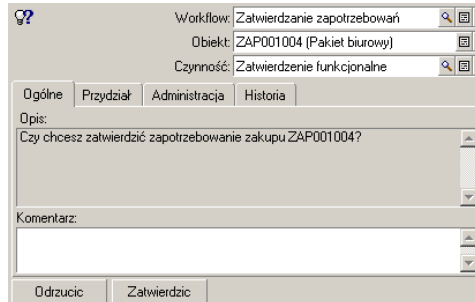 Workflow: Zatwierdzanie zapotrzebowań
Obiekt: ZAP001004 (Pakiet biurowy)
Czynność: Zatwierdzenie funkcjonalne
Ogólne Przydział Administracja Historia
Opis:
Czy chcesz zatwierdzić zapotrzebowanie zakupu ZAP001004?
Komentarz:
Odrzucic Zatwierdzic